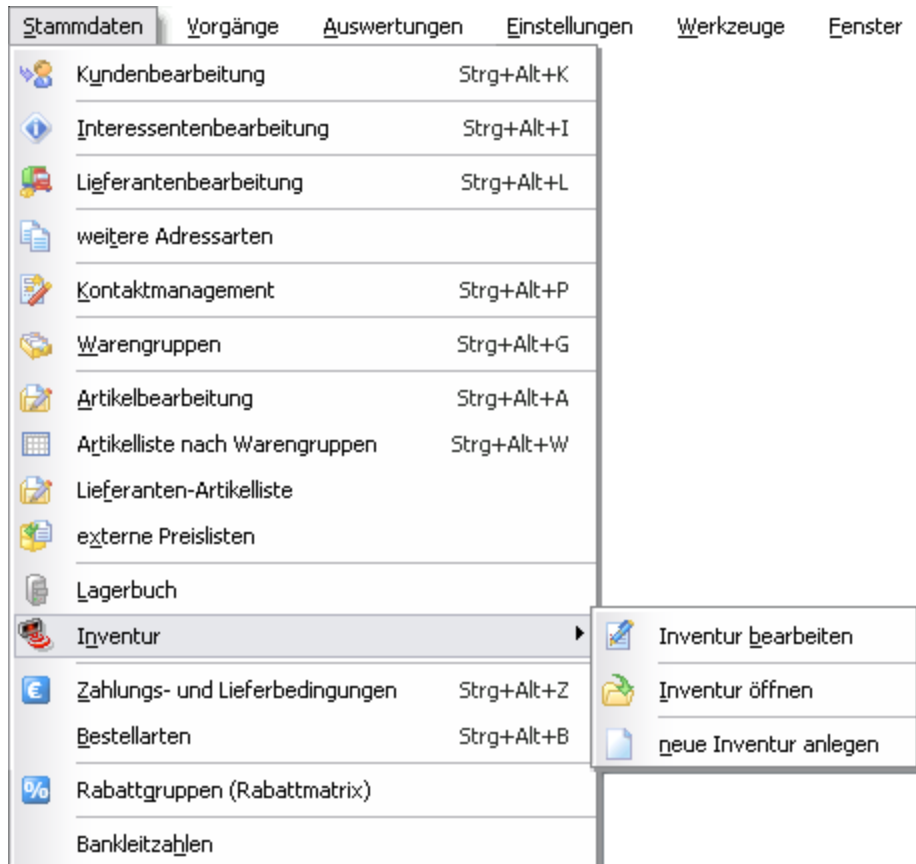 Stammdaten Vorgänge Auswertungen Einstellungen Werkzeuge Fenster
Kundenbearbeitung Strg+Alt+K
Interessentenbearbeitung Strg+Alt+I
Lieferantenbearbeitung Strg+Alt+L
weitere Adressarten
Kontaktmanagement Strg+Alt+P
Warengruppen Strg+Alt+G
Artikelbearbeitung Strg+Alt+A
Artikelliste nach Warengruppen Strg+Alt+W
Lieferanten-Artikelliste
externe Preislisten
Lagerbuch
Inventur Inventur bearbeiten
Zahlungs- und Lieferbedingungen Strg+Alt+Z Inventur öffnen
Bestellarten Strg+Alt+B neue Inventur anlegen
Rabattgruppen (Rabattmatrix)
Bankleitzahlen